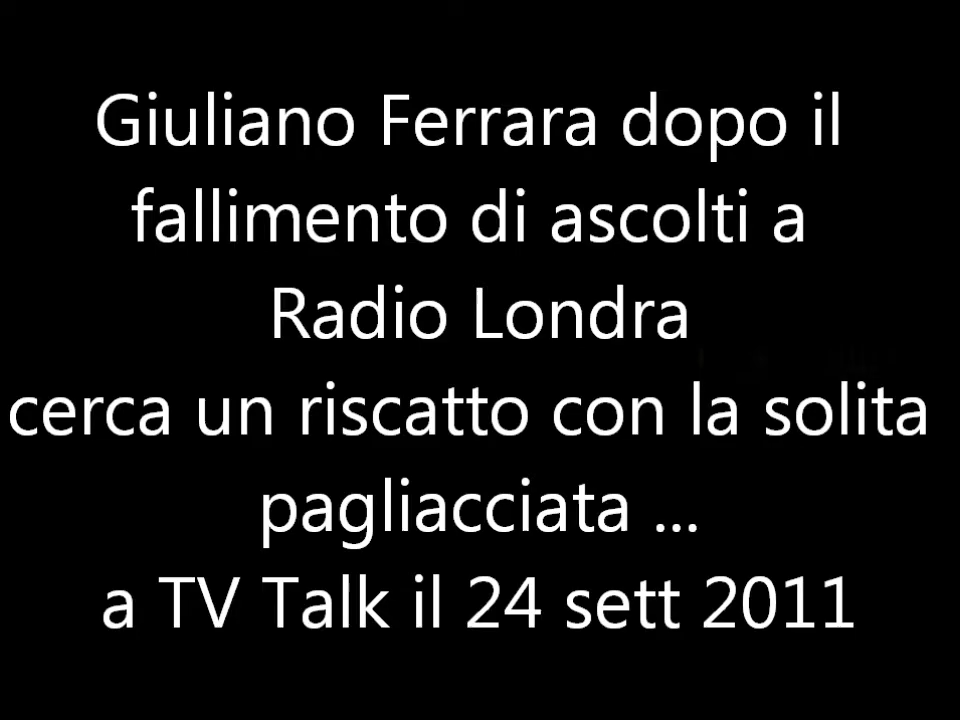 Giuliano Ferrara dopo il
fallimento di ascolti a
Radio Londra
cerca un riscatto con la solita
pagliacciata ...
a TV Talk il 24 sett 2011